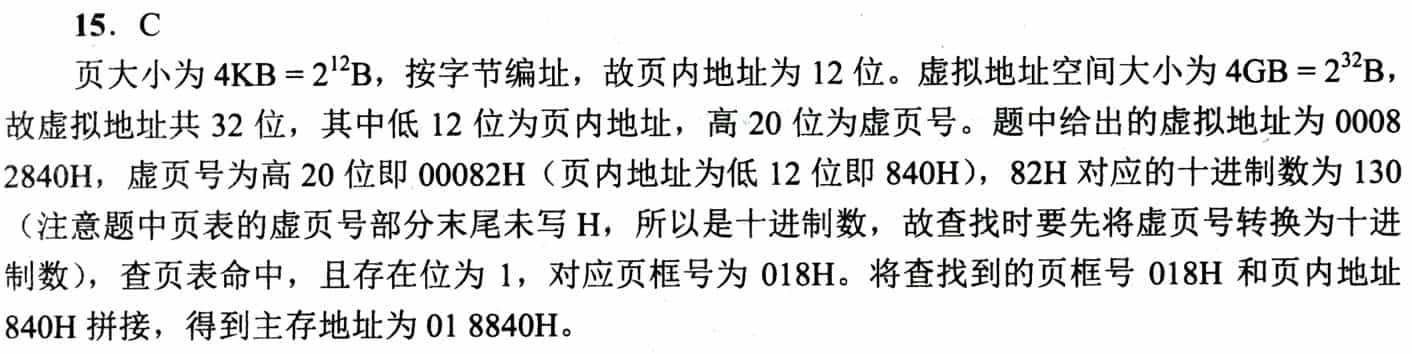 15. C
页大小为 4KB = 2¹²B，按字节编址，故页内地址为 12 位。虚拟地址空间大小为 4GB = 2³²B，
故虚拟地址共 32 位，其中低 12 位为页内地址，高 20 位为虚页号。题中给出的虚拟地址为 0008
2840H，虚页号为高 20 位即 00082H（页内地址为低 12 位即 840H），82H 对应的十进制数为 130
（注意题中页表的虚页号部分末尾未写 H，所以是十进制数，故查找时要先将虚页号转换为十进
制数），查页表命中，且存在位为 1，对应页框号为 018H。将查找到的页框号 018H 和页内地址
840H 拼接，得到主存地址为 01 8840H。